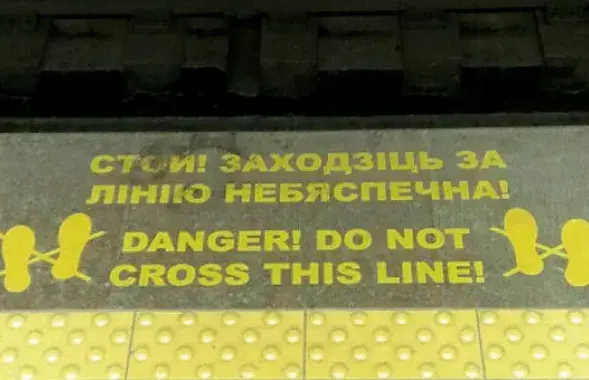 СТОЙ! ЗАХОДЗІЦЬ ЗА
ЛІНІЮ НЕБЯСПЕЧНА!
DANGER! DO NOT
CROSS THIS LINE!